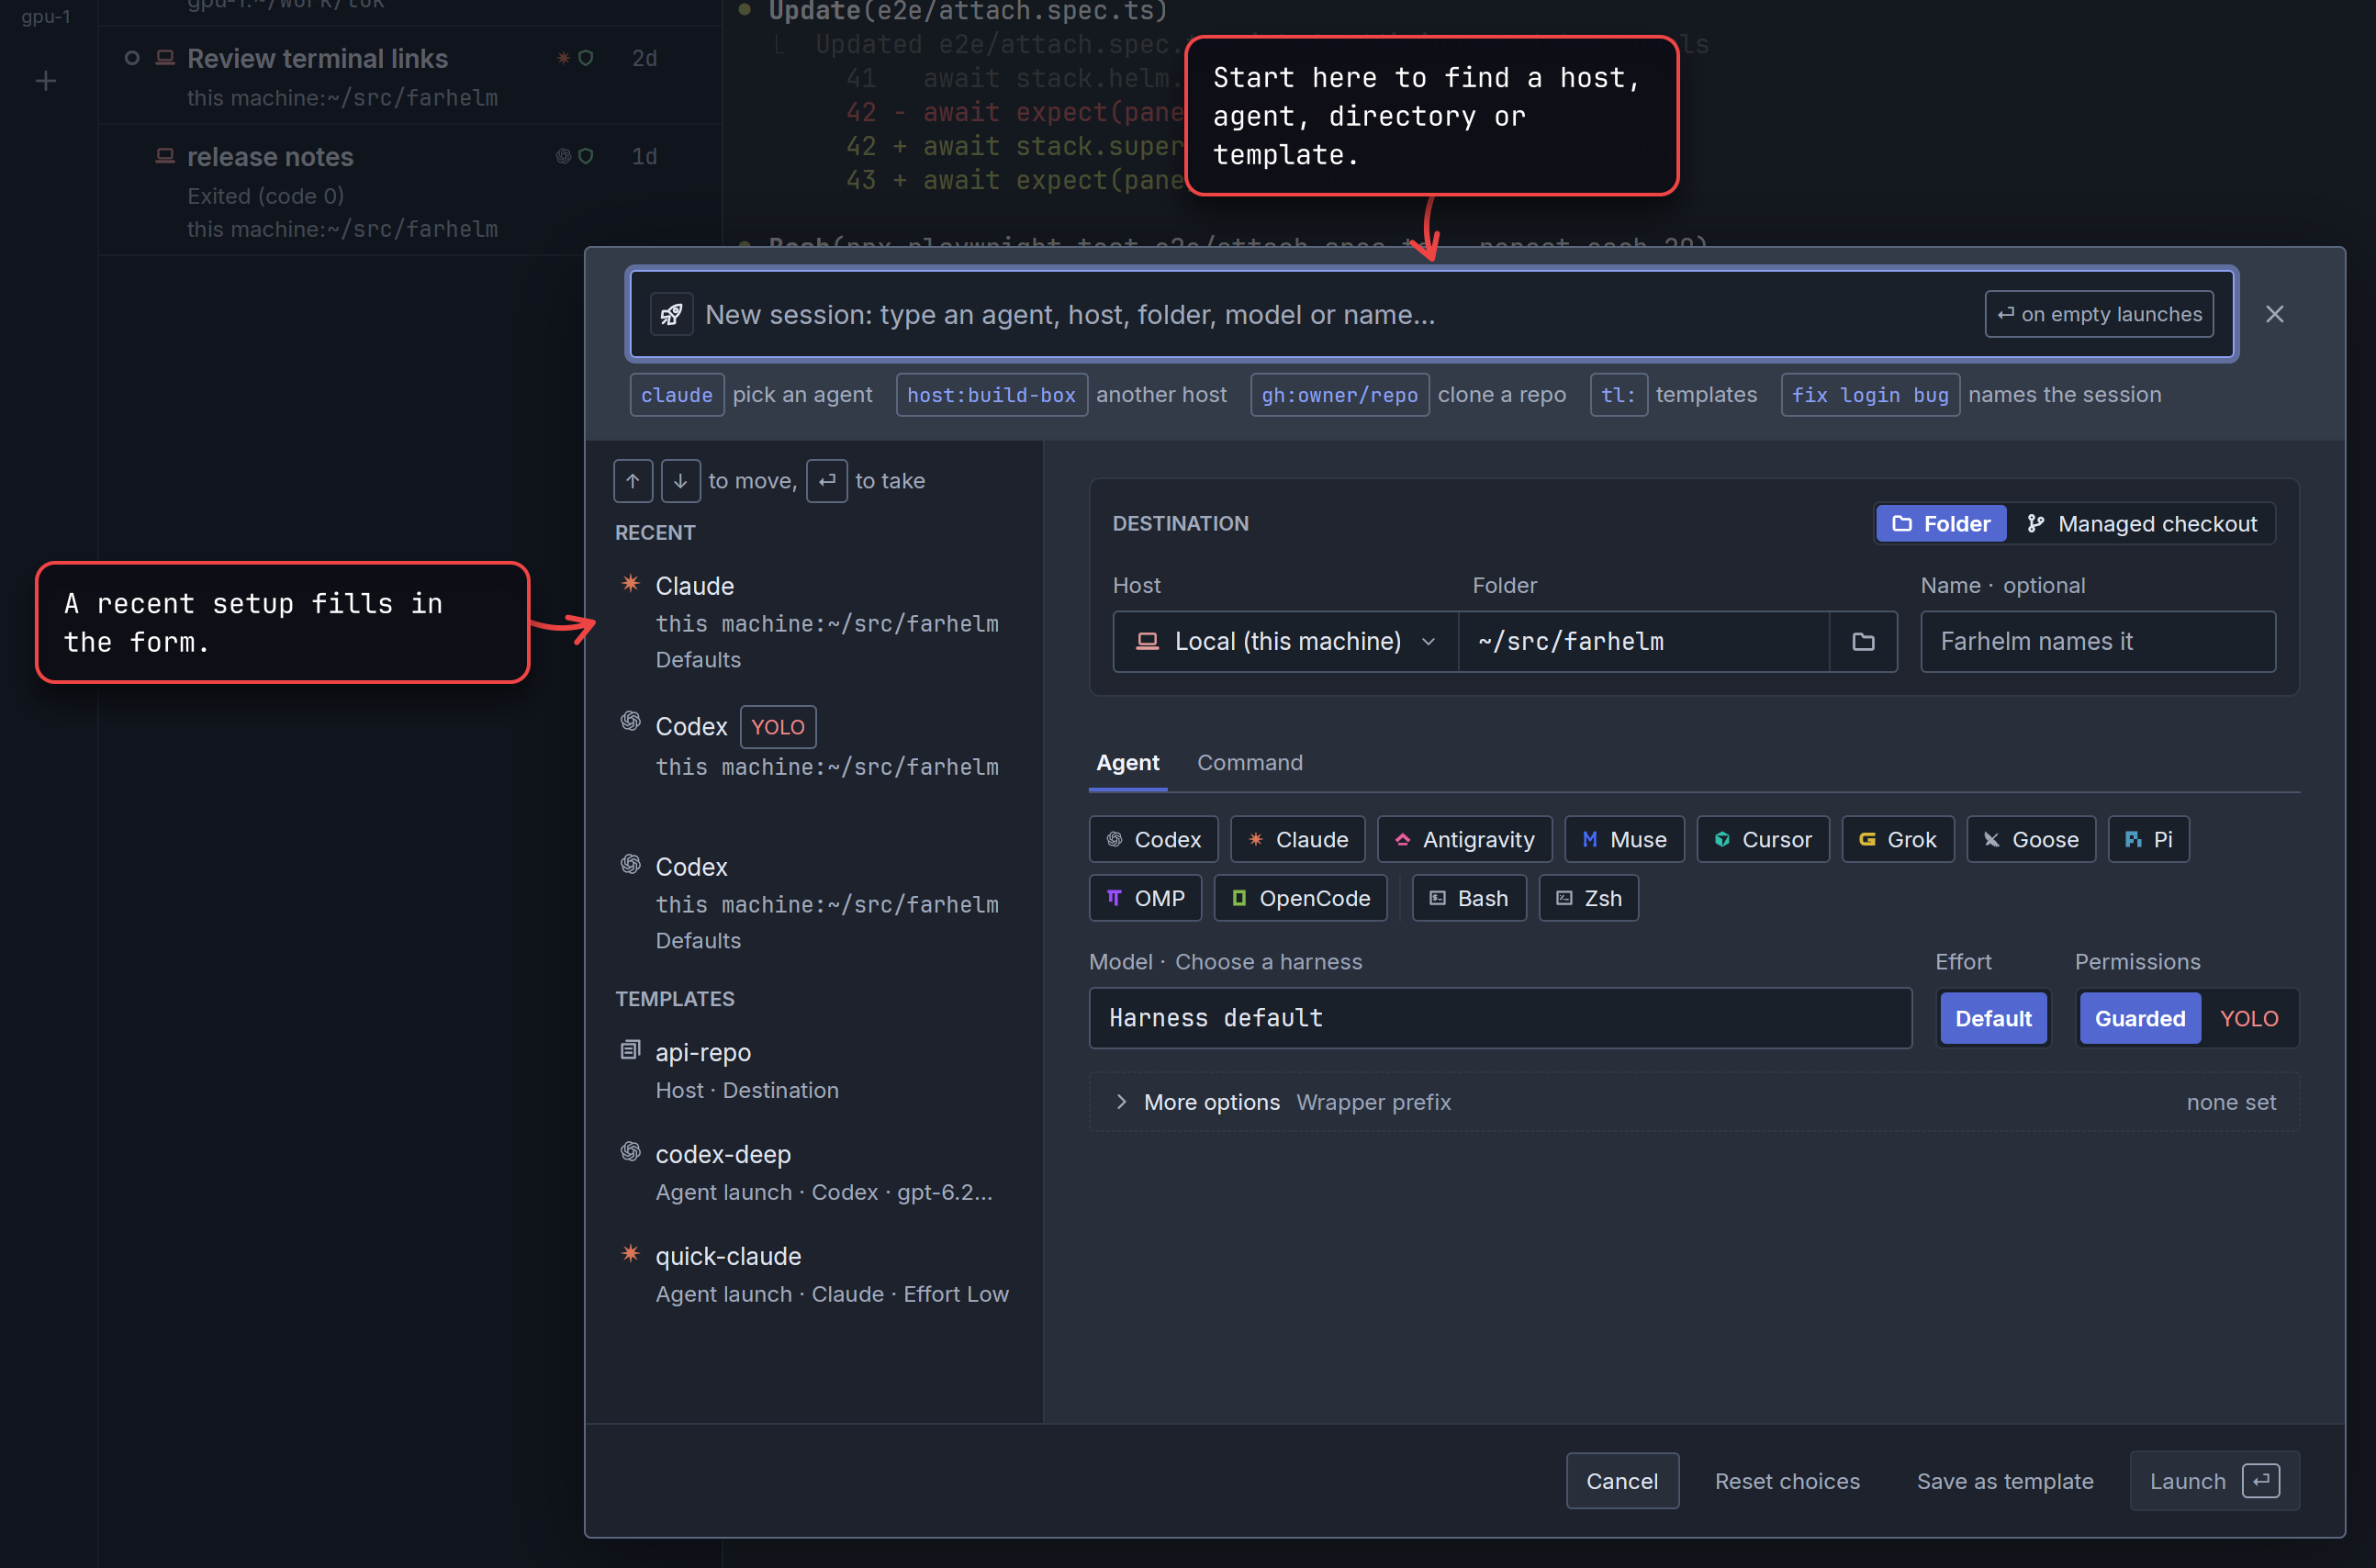 gpu-1
gpu-1:~/work/tok
Review terminal links
2d
this machine:~/src/farhelm
release notes
1d
Exited (code 0)
this machine:~/src/farhelm
Update(e2e/attach.spec.ts)
Updated e2e/attach.spec.
41 await stack.helm.
42 - await expect(pane
42 + await stack.super
43 + await expect(pane
Start here to find a host,
agent, directory or
template.
New session: type an agent, host, folder, model or name...
⏎ on empty launches
claude pick an agent host:build-box another host gh:owner/repo clone a repo tl: templates fix login bug names the session
↑ ↓ to move, ⏎ to take
RECENT
Claude
this machine:~/src/farhelm
Defaults
Codex YOLO
this machine:~/src/farhelm
Codex
this machine:~/src/farhelm
Defaults
TEMPLATES
api-repo
Host · Destination
codex-deep
Agent launch · Codex · gpt-6.2...
quick-claude
Agent launch · Claude · Effort Low
A recent setup fills in
the form.
DESTINATION
Folder Managed checkout
Host Folder Name · optional
Local (this machine) ~/src/farhelm Farhelm names it
Agent Command
Codex Claude Antigravity Muse Cursor Grok Goose Pi
OMP OpenCode Bash Zsh
Model · Choose a harness Effort Permissions
Harness default Default Guarded YOLO
More options Wrapper prefix none set
Cancel Reset choices Save as template Launch ⏎